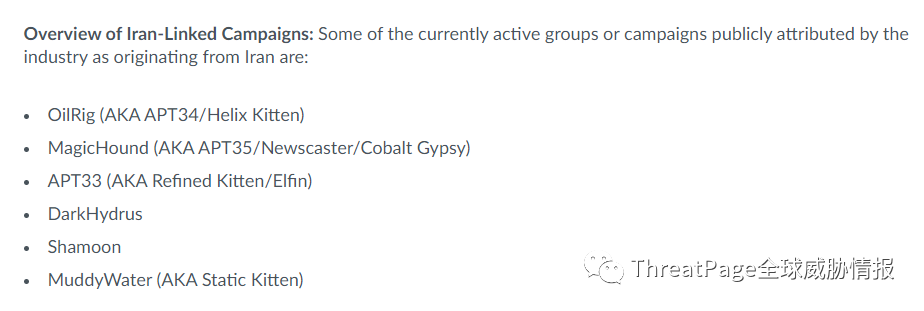 Overview of Iran-Linked Campaigns: Some of the currently active groups or campaigns publicly attributed by the
industry as originating from Iran are:
• OilRig (AKA APT34/Helix Kitten)
• MagicHound (AKA APT35/Newscaster/Cobalt Gypsy)
• APT33 (AKA Refined Kitten/Elfin)
• DarkHydrus
• Shamoon
• MuddyWater (AKA Static Kitten)
ThreatPage全球威胁情报